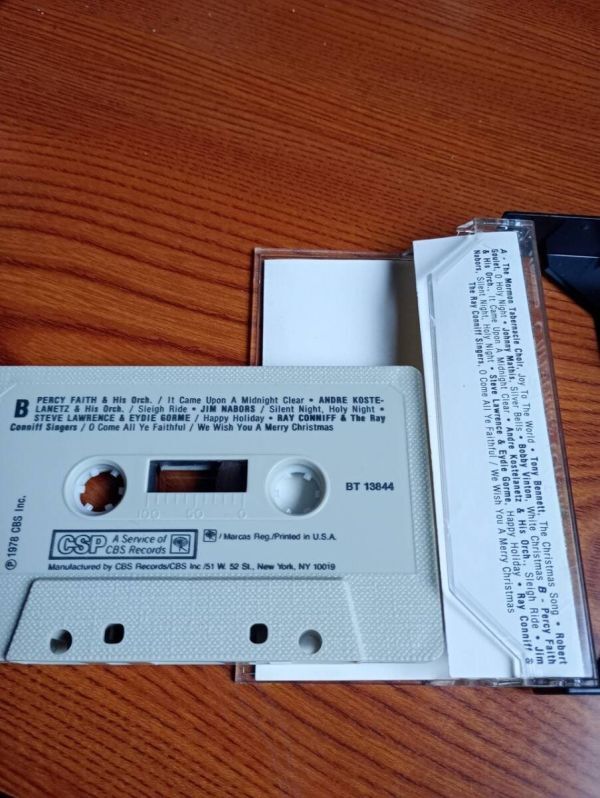 B PERCY FAITH & His Orch. / It Came Upon A Midnight Clear • ANDRE KOSTE-
LANETZ & His Orch. / Sleigh Ride • JIM NABORS / Silent Night, Holy Night •
STEVE LAWRENCE & EYDIE GORME / Happy Holiday • RAY CONNIFF & The Ray
Conniff Singers / O Come All Ye Faithful / We Wish You A Merry Christmas
BT 13844
100 50 0
℗ 1978 CBS Inc.
CSP A Service of
CBS Records
/ Marcas Reg./Printed in U.S.A.
Manufactured by CBS Records/CBS Inc./51 W. 52 St., New York, NY 10019
A - The Mormon Tabernacle Choir, Joy To The World • Tony Bennett, The Christmas Song • Robert
Goulet, O Holy Night • Johnny Mathis, Silver Bells • Bobby Vinton, White Christmas B - Percy Faith
& His Orch., It Came Upon A Midnight Clear • Andre Kostelanetz & His Orch., Sleigh Ride • Jim
Nabors, Silent Night, Holy Night • Steve Lawrence & Eydie Gorme, Happy Holiday • Ray Conniff &
The Ray Conniff Singers, O Come All Ye Faithful / We Wish You A Merry Christmas